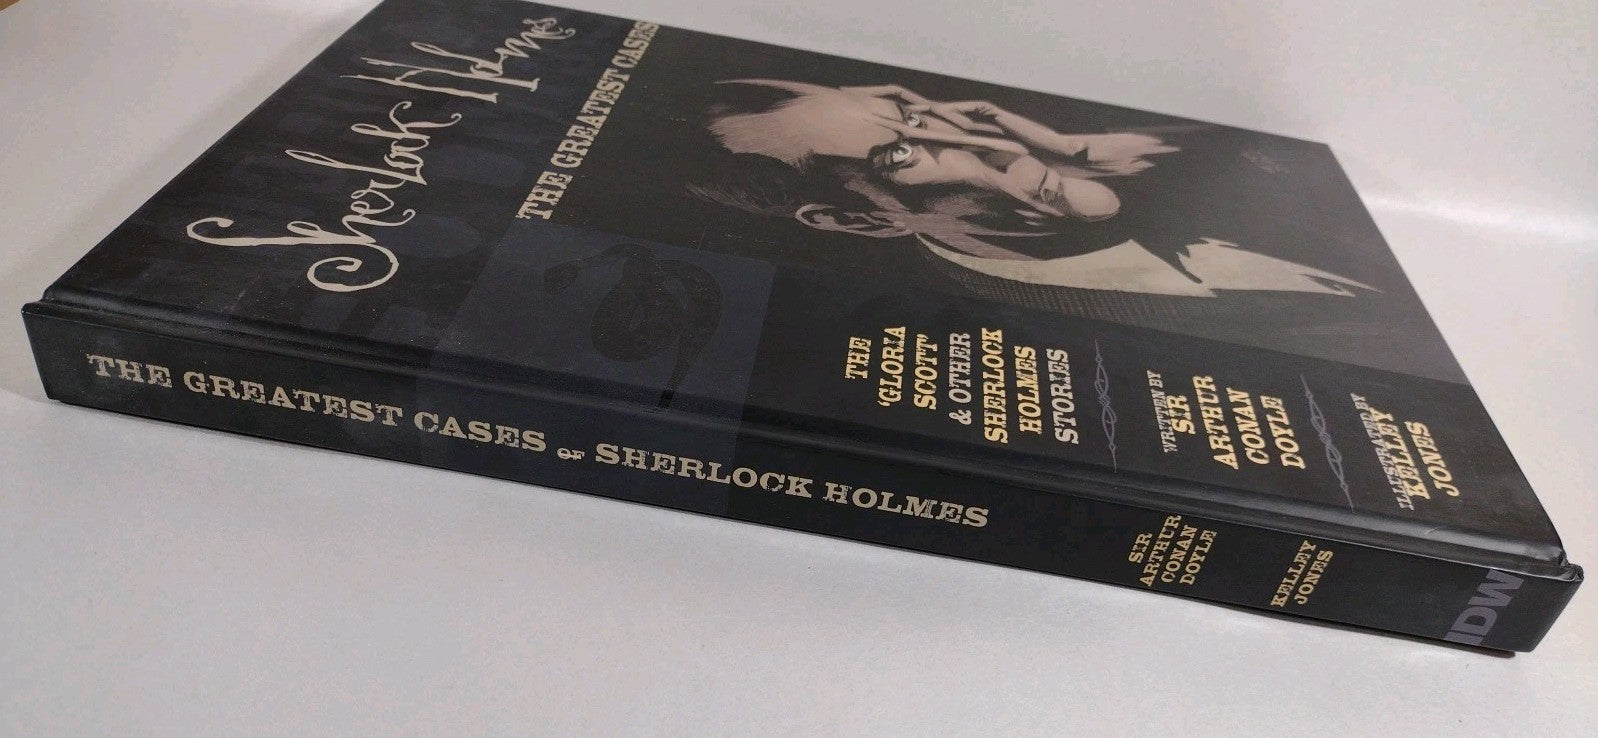 Sherlock Holmes
THE GREATEST CASES
THE
'GLORIA
SCOTT'
& OTHER
SHERLOCK
HOLMES
STORIES
WRITTEN BY
SIR
ARTHUR
CONAN
DOYLE
ILLUSTRATED BY
KELLEY
JONES
THE GREATEST CASES OF SHERLOCK HOLMES
SIR
ARTHUR
CONAN
DOYLE
KELLEY
JONES
IDW